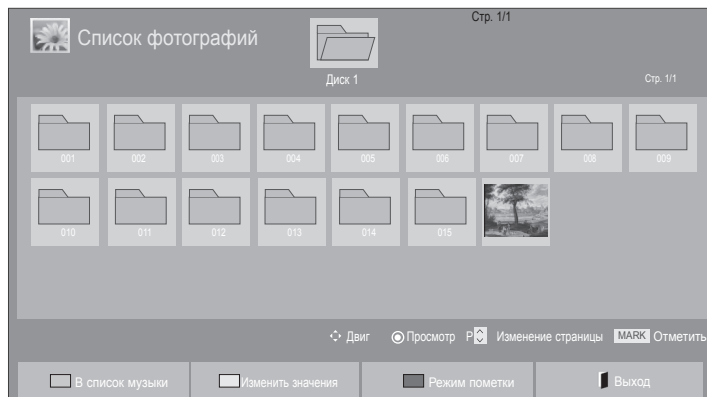 Стр. 1/1
Список фотографий
Диск 1
Стр. 1/1
001 002 003 004 005 006 007 008 009
010 011 012 013 014 015
Двиг Просмотр P Изменение страницы MARK Отметить
В список музыки Изменить значения Режим пометки Выход